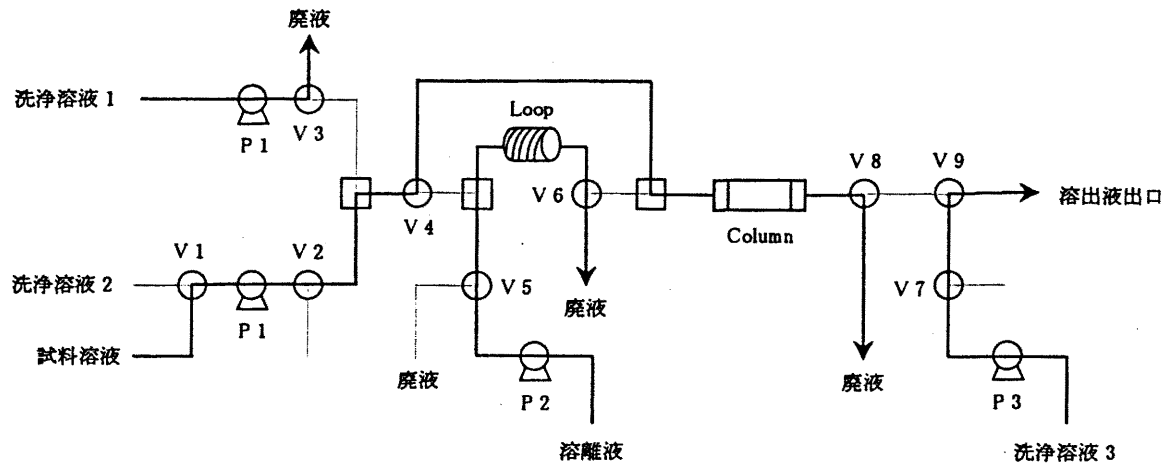 廃液
洗浄溶液 1
P 1
V 3
Loop
V 4
V 6
V 8
V 9
溶出液出口
Column
V 1
V 2
洗浄溶液 2
P 1
V 5
廃液
V 7
試料溶液
廃液
P 2
廃液
P 3
溶離液
洗浄溶液 3